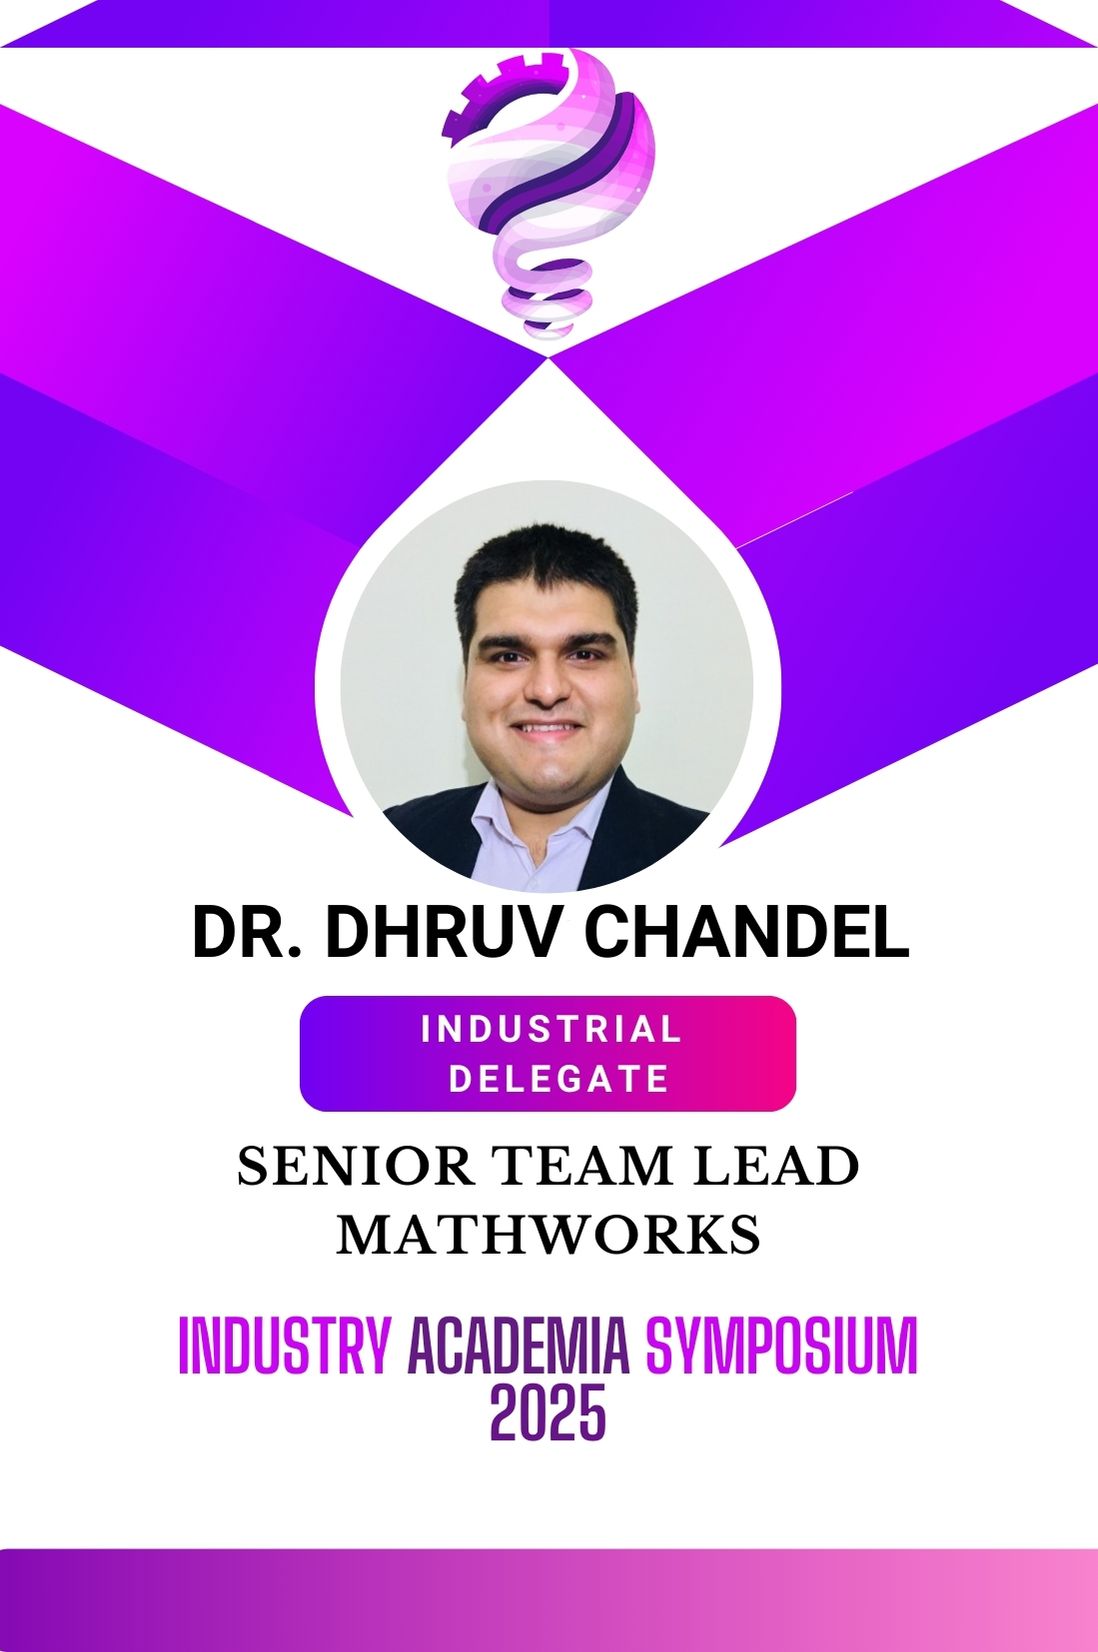 DR. DHRUV CHANDEL
INDUSTRIAL
DELEGATE
SENIOR TEAM LEAD
MATHWORKS
INDUSTRY ACADEMIA SYMPOSIUM
2025